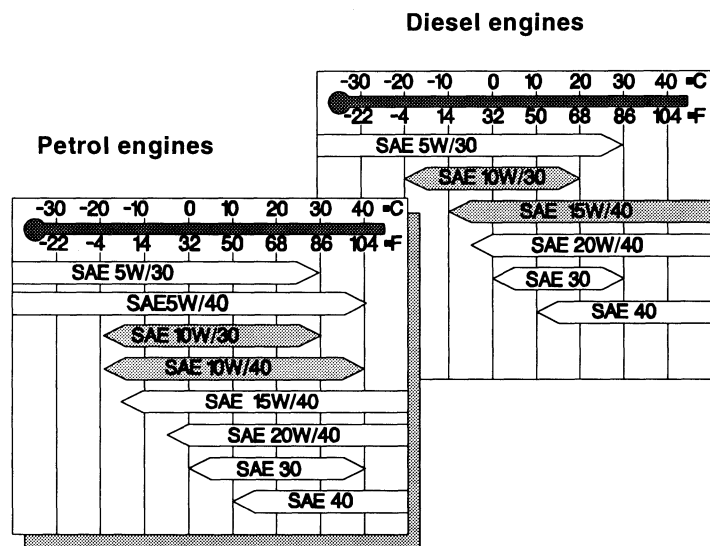 Diesel engines
-30 -20 -10 0 10 20 30 40 °C
-22 -4 14 32 50 68 86 104 °F
SAE 5W/30
SAE 10W/30
SAE 15W/40
SAE 20W/40
SAE 30
SAE 40
Petrol engines
-30 -20 -10 0 10 20 30 40 °C
-22 -4 14 32 50 68 86 104 °F
SAE 5W/30
SAE5W/40
SAE 10W/30
SAE 10W/40
SAE 15W/40
SAE 20W/40
SAE 30
SAE 40